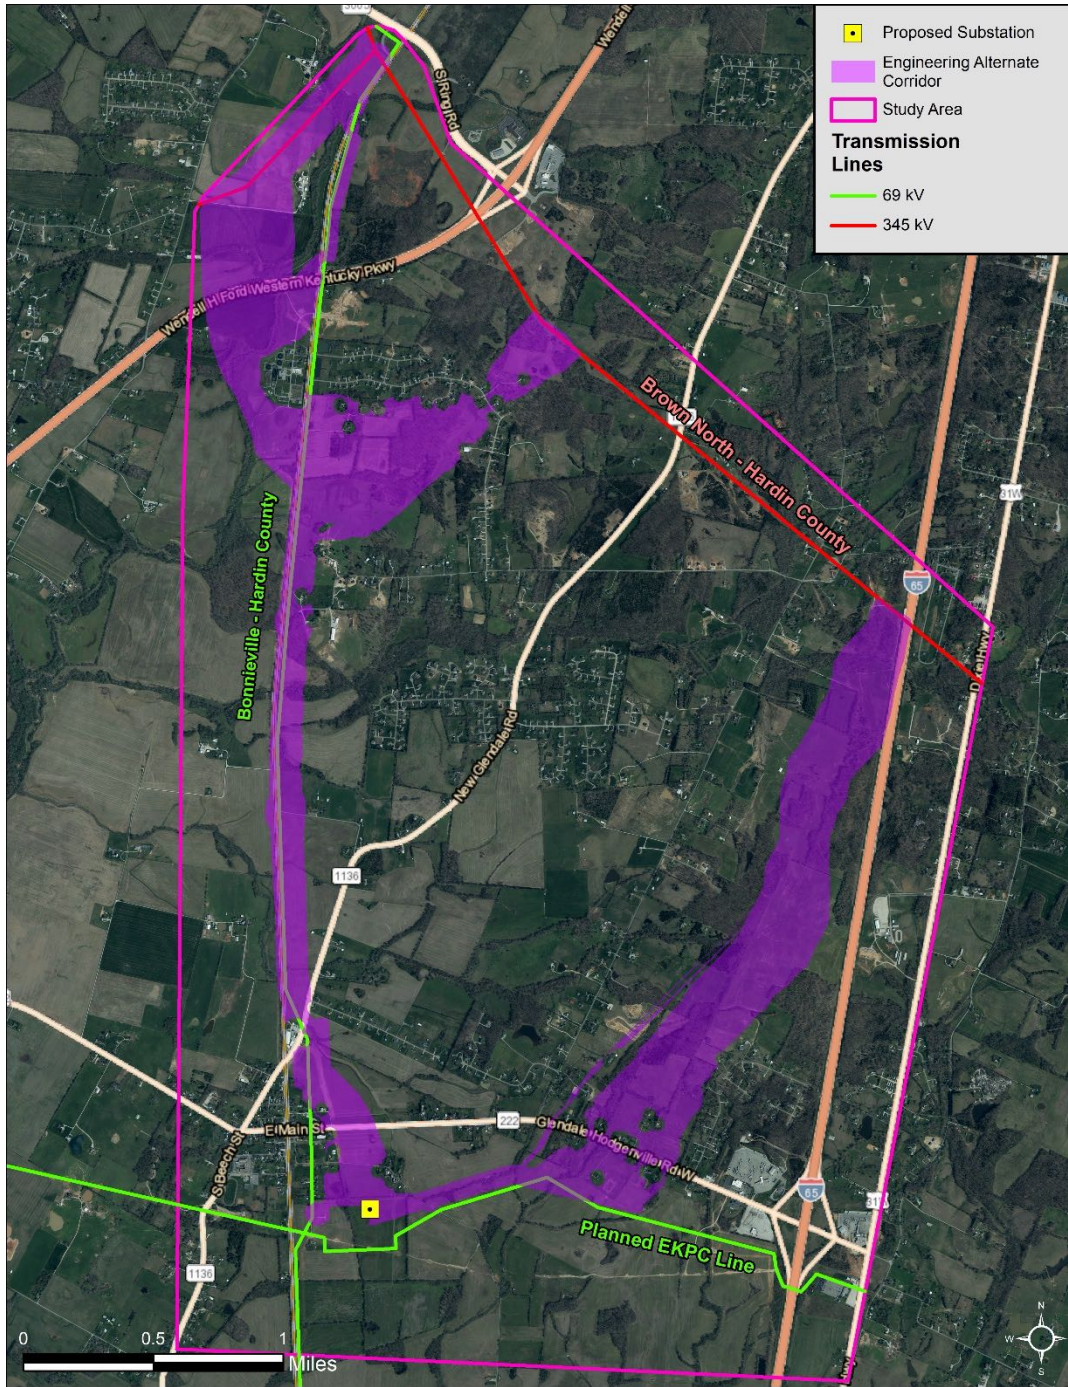 Proposed Substation
Engineering Alternate
Corridor
Study Area
Transmission
Lines
69 kV
345 kV
S Ring Rd
Wendell H Ford Western Kentucky Pkwy
Brown North - Hardin County
31W
65
Bonnieville - Hardin County
Dixie Hwy
New Glendale Rd
1136
E Main St
222
Glendale Hodgenville Rd W
S Beech St
65
Planned EKPC Line
1136
N
W
E
S
0 0.5 1
Miles